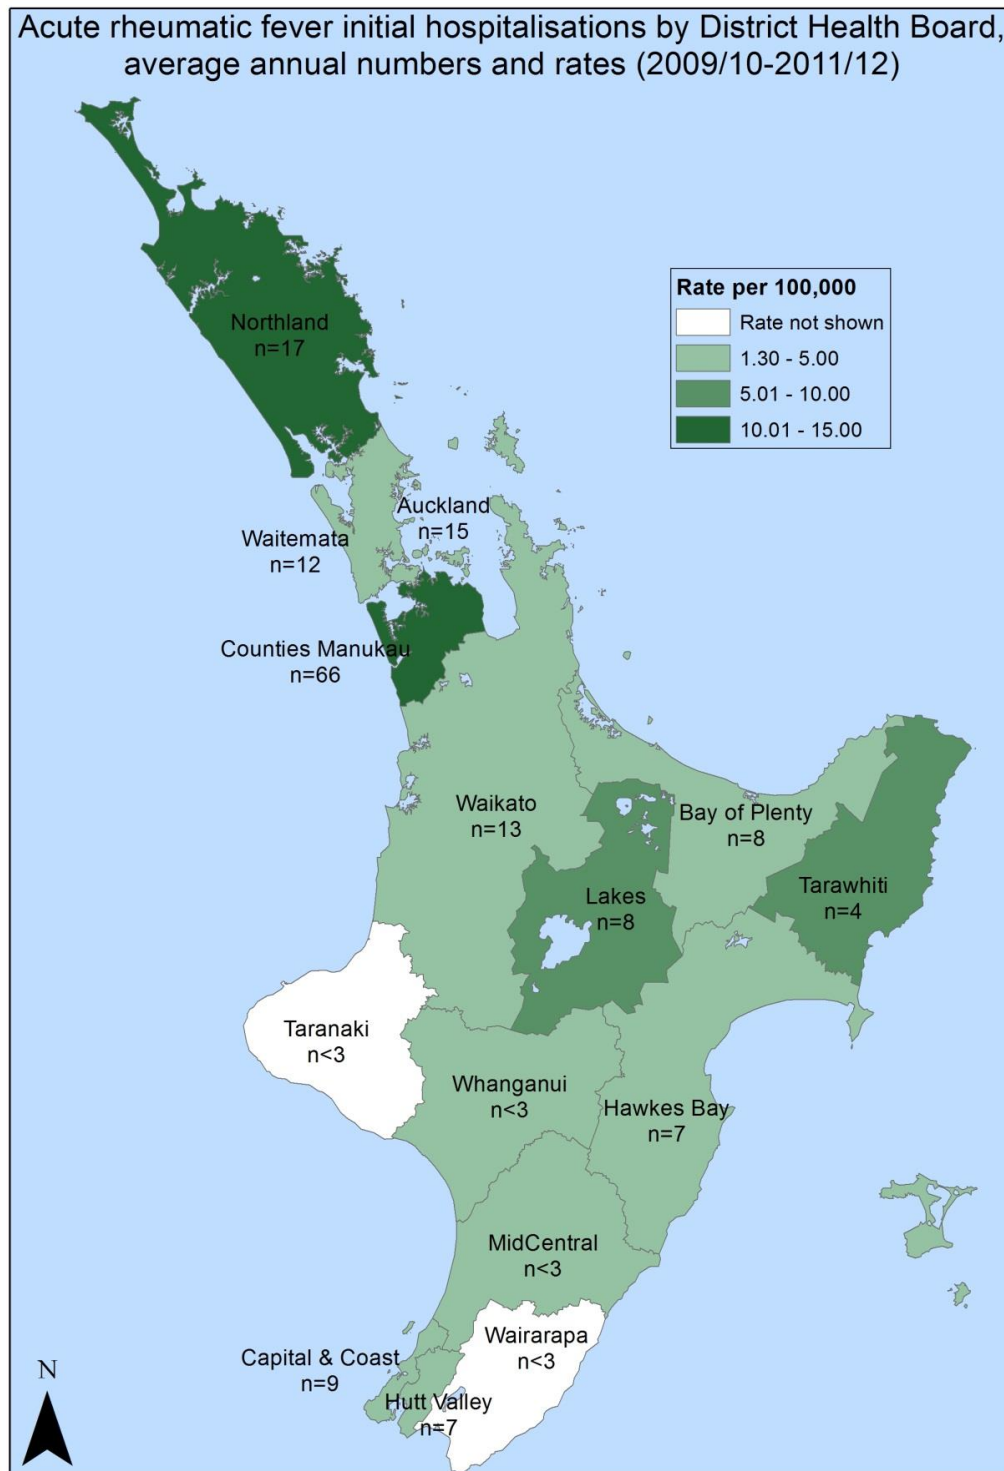 Acute rheumatic fever initial hospitalisations by District Health Board,
average annual numbers and rates (2009/10-2011/12)
Rate per 100,000
Rate not shown
1.30 - 5.00
5.01 - 10.00
10.01 - 15.00
Northland
n=17
Auckland
n=15
Waitemata
n=12
Counties Manukau
n=66
Waikato
n=13
Bay of Plenty
n=8
Lakes
n=8
Tarawhiti
n=4
Taranaki
n<3
Whanganui
n<3
Hawkes Bay
n=7
MidCentral
n<3
Wairarapa
n<3
Capital & Coast
n=9
Hutt Valley
n=7
N